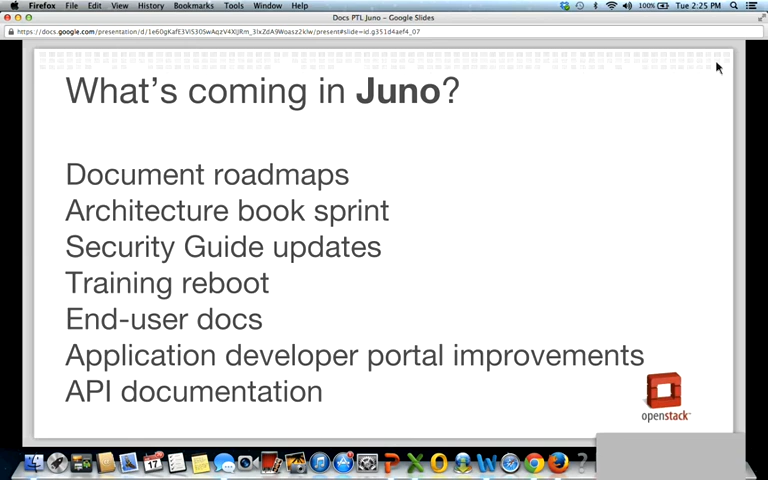 Firefox File Edit View History Bookmarks Tools Window Help 100% Tue 2:25 PM
Docs PTL Juno – Google Slides
What's coming in Juno?
Document roadmaps
Architecture book sprint
Security Guide updates
Training reboot
End-user docs
Application developer portal improvements
API documentation
openstack
17